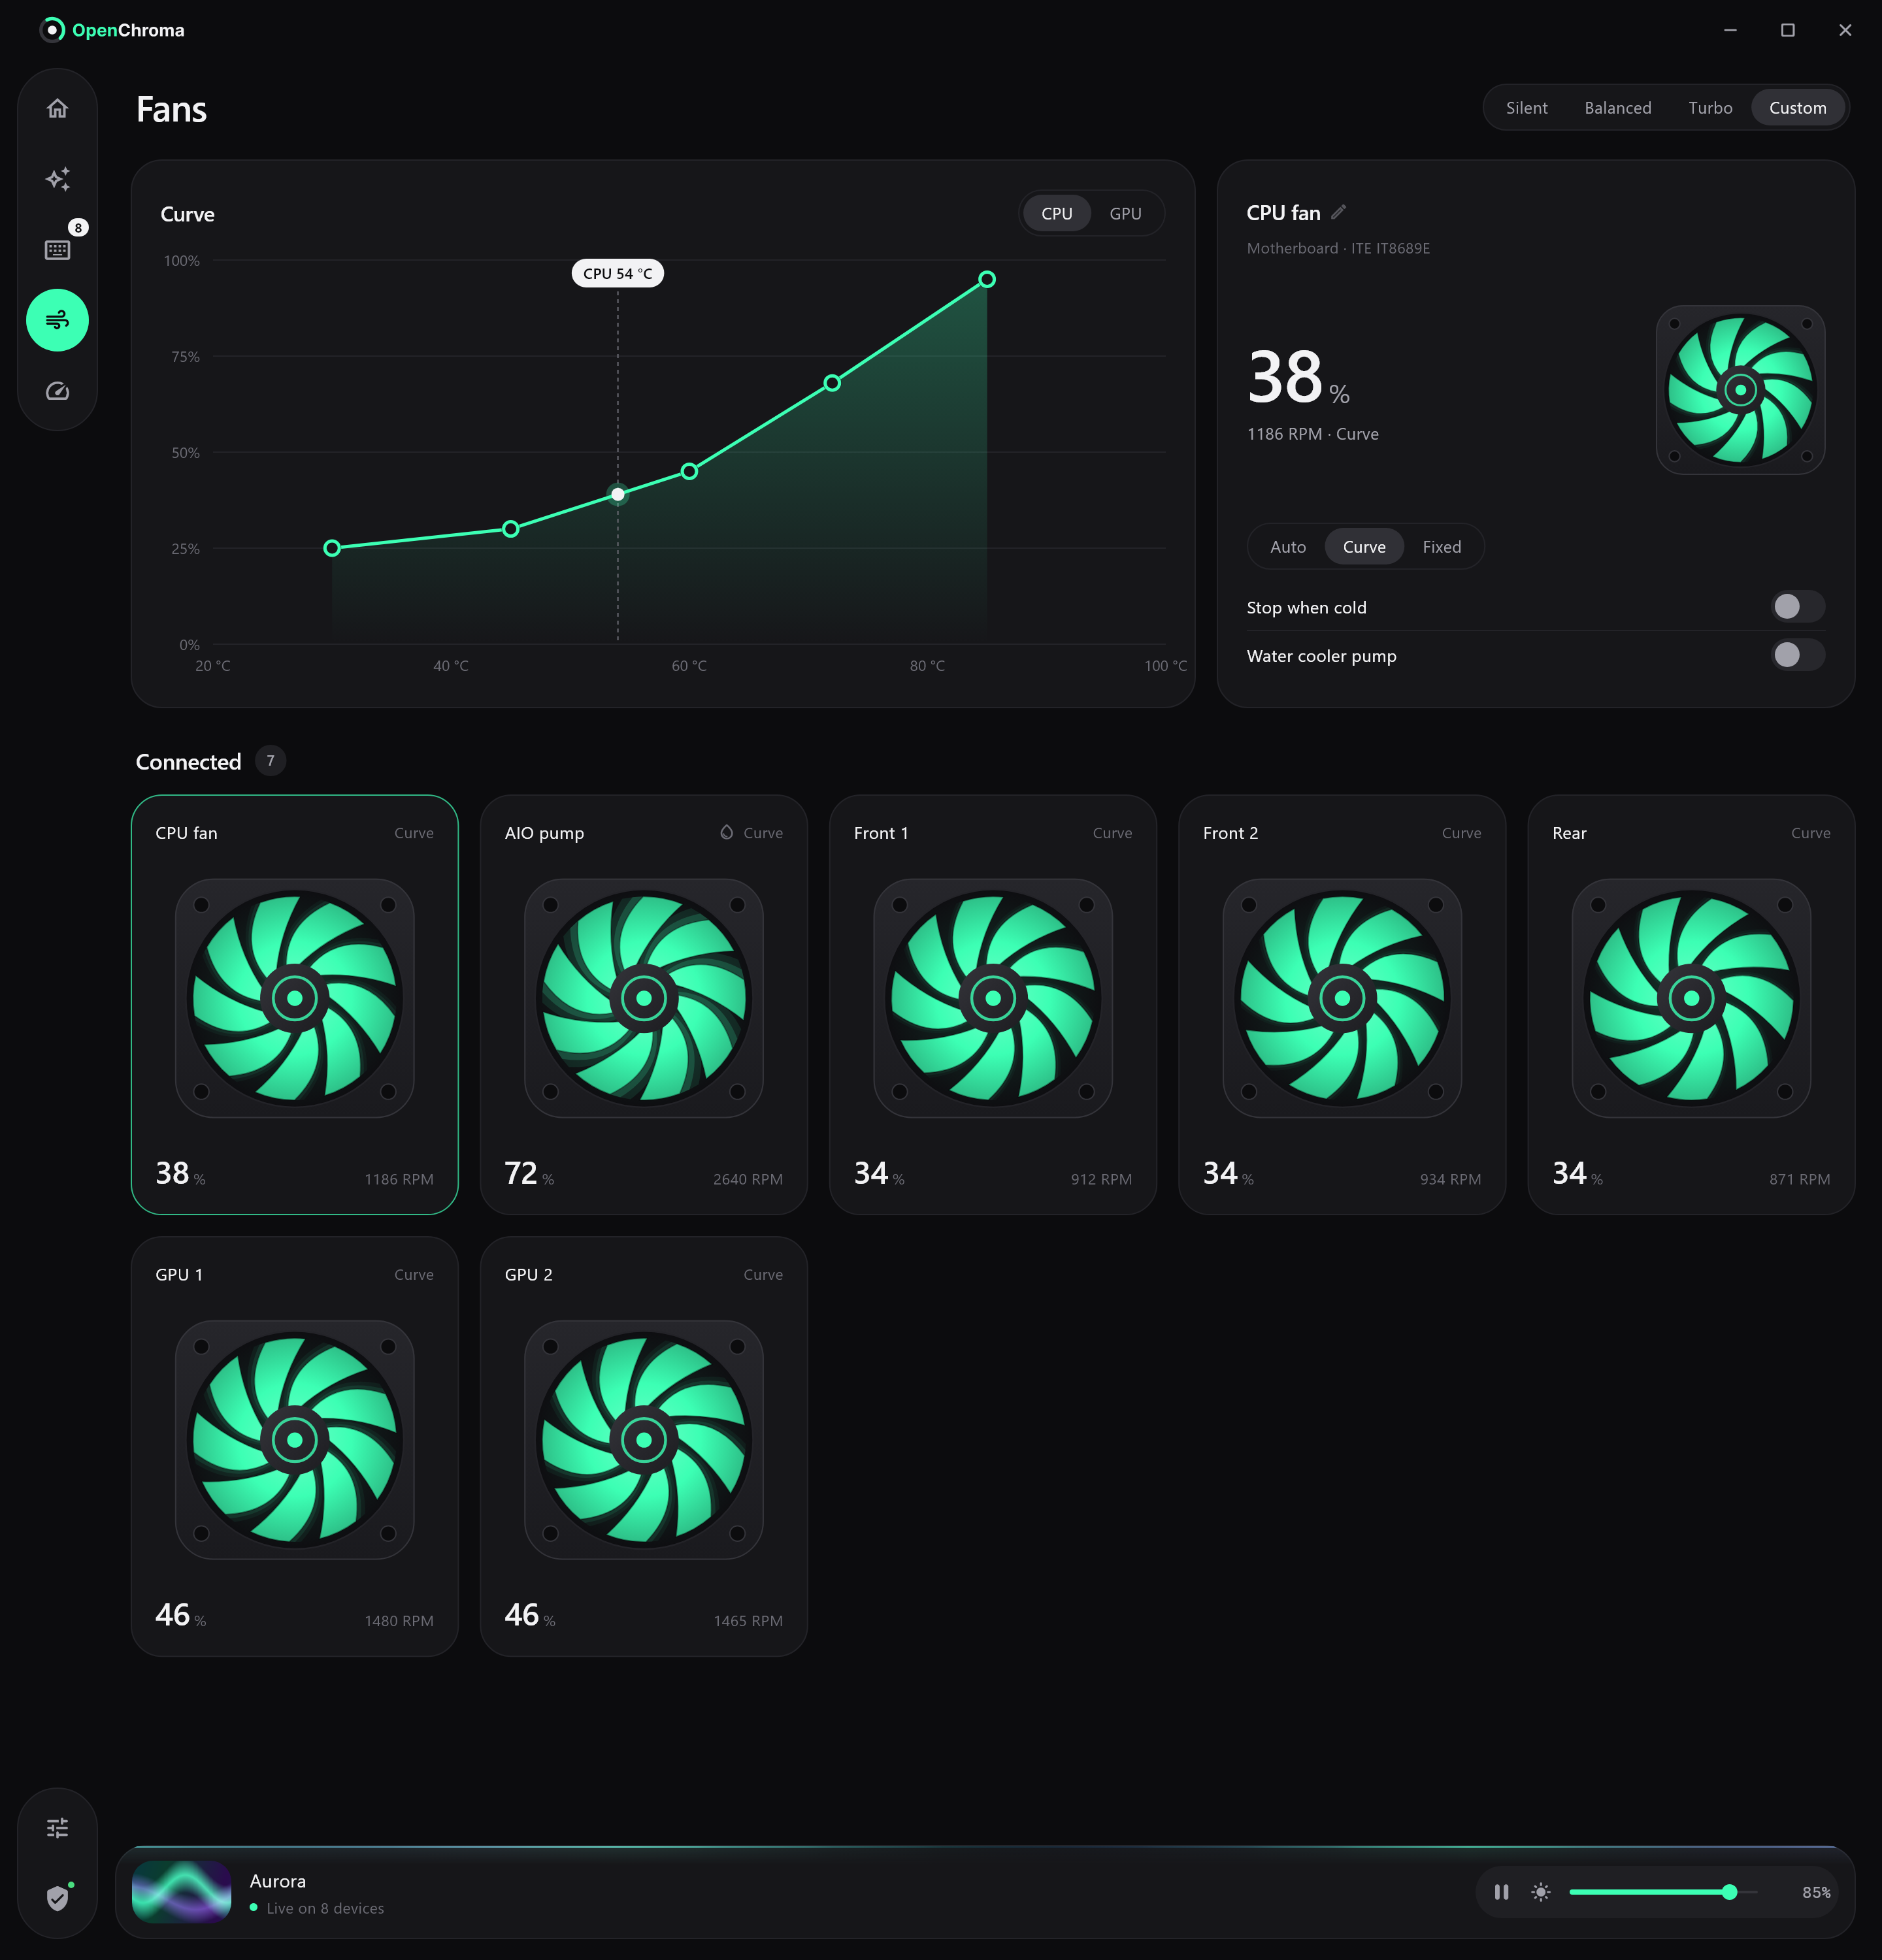 OpenChroma
Fans
Silent Balanced Turbo Custom
8
Curve
CPU GPU
100%
75%
50%
25%
0%
CPU 54 °C
20 °C 40 °C 60 °C 80 °C 100 °C
CPU fan
Motherboard · ITE IT8689E
38 %
1186 RPM · Curve
Auto Curve Fixed
Stop when cold
Water cooler pump
Connected 7
CPU fan Curve
38 % 1186 RPM
AIO pump Curve
72 % 2640 RPM
Front 1 Curve
34 % 912 RPM
Front 2 Curve
34 % 934 RPM
Rear Curve
34 % 871 RPM
GPU 1 Curve
46 % 1480 RPM
GPU 2 Curve
46 % 1465 RPM
Aurora
Live on 8 devices
85%